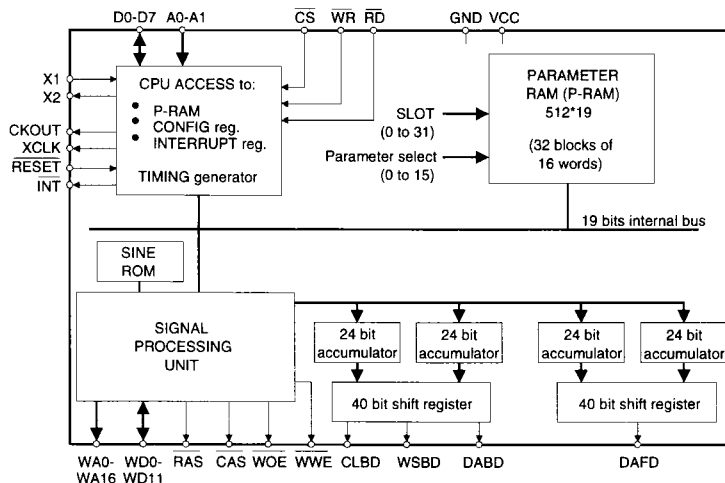 D0-D7 A0-A1 CS WR RD GND VCC
X1
X2
CKOUT
XCLK
RESET
INT
CPU ACCESS to:
● P-RAM
● CONFIG reg.
● INTERRUPT reg.
TIMING generator
SLOT
(0 to 31)
Parameter select
(0 to 15)
PARAMETER
RAM (P-RAM)
512*19
(32 blocks of
16 words)
19 bits internal bus
SINE
ROM
SIGNAL
PROCESSING
UNIT
24 bit
accumulator
24 bit
accumulator
24 bit
accumulator
24 bit
accumulator
40 bit shift register
40 bit shift register
WA0-
WA16
WD0-
WD11
RAS CAS WOE WWE CLBD WSBD DABD DAFD